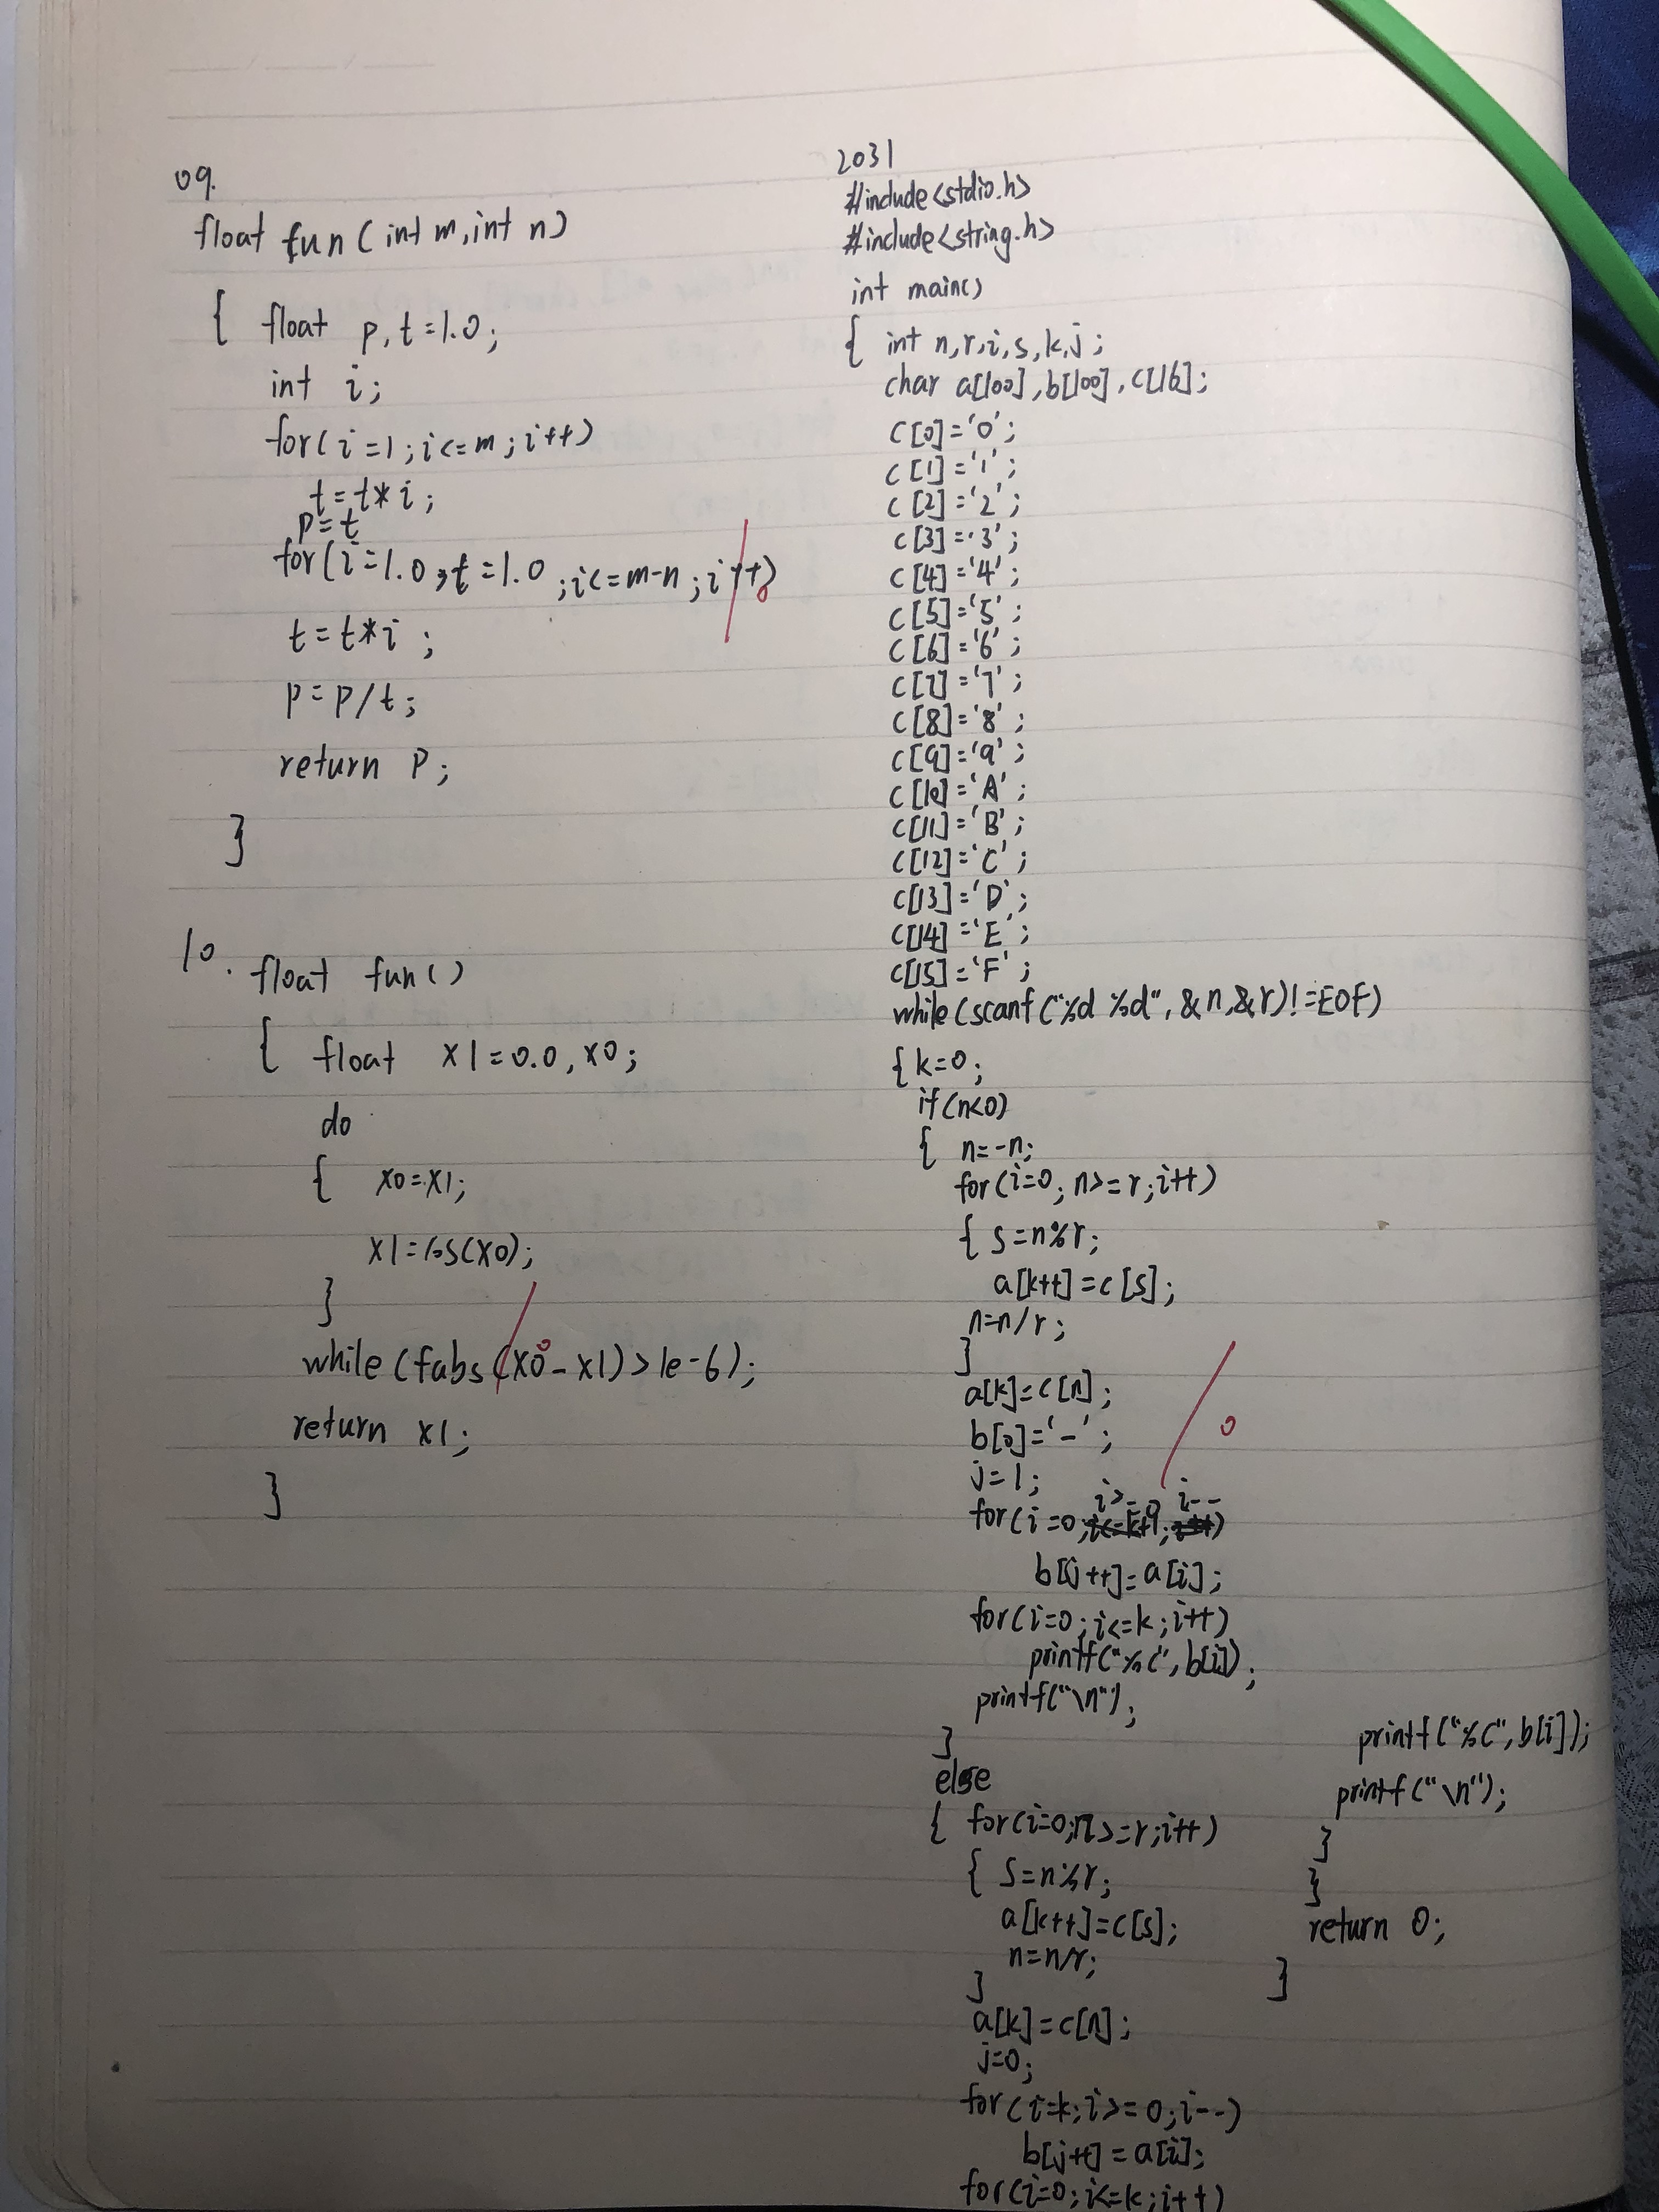 09.
float fun(int m,int n)
{ float p,t=1.0;
int i;
for(i=1;i<=m;i++)
t=t*i;
p=t
for(i=1.0,t=1.0;i<=m-n;i++)
t=t*i;
p=p/t;
return p;
}
10.
float fun()
{ float x1=0.0,x0;
do
{ x0=x1;
x1=cos(x0);
}
while(fabs(x0-x1)>1e-6);
return x1;
}
2031
#include<stdio.h>
#include<string.h>
int main()
{ int n,r,i,s,k,j;
char a[100],b[100],c[16];
c[0]='0';
c[1]='1';
c[2]='2';
c[3]='3';
c[4]='4';
c[5]='5';
c[6]='6';
c[7]='7';
c[8]='8';
c[9]='9';
c[10]='A';
c[11]='B';
c[12]='C';
c[13]='D';
c[14]='E';
c[15]='F';
while(scanf("%d %d",&n,&r)!=EOF)
{ k=0;
if(n<0)
{ n=-n;
for(i=0;n>=r;i++)
{ s=n%r;
a[k++]=c[s];
n=n/r;
}
a[k]=c[n];
b[0]='-';
j=1;
for(i=0;i>=0;i--)
b[j++]=a[i];
for(i=0;i<=k;i++)
printf("%c",b[i]);
printf("\n");
}
else
{ for(i=0;n>=r;i++)
{ s=n%r;
a[k++]=c[s];
n=n/r;
}
a[k]=c[n];
j=0;
for(i=k;i>=0;i--)
b[j++]=a[i];
for(i=0;i<=k;i++)
printf("%c",b[i]);
printf("\n");
}
}
return 0;
}